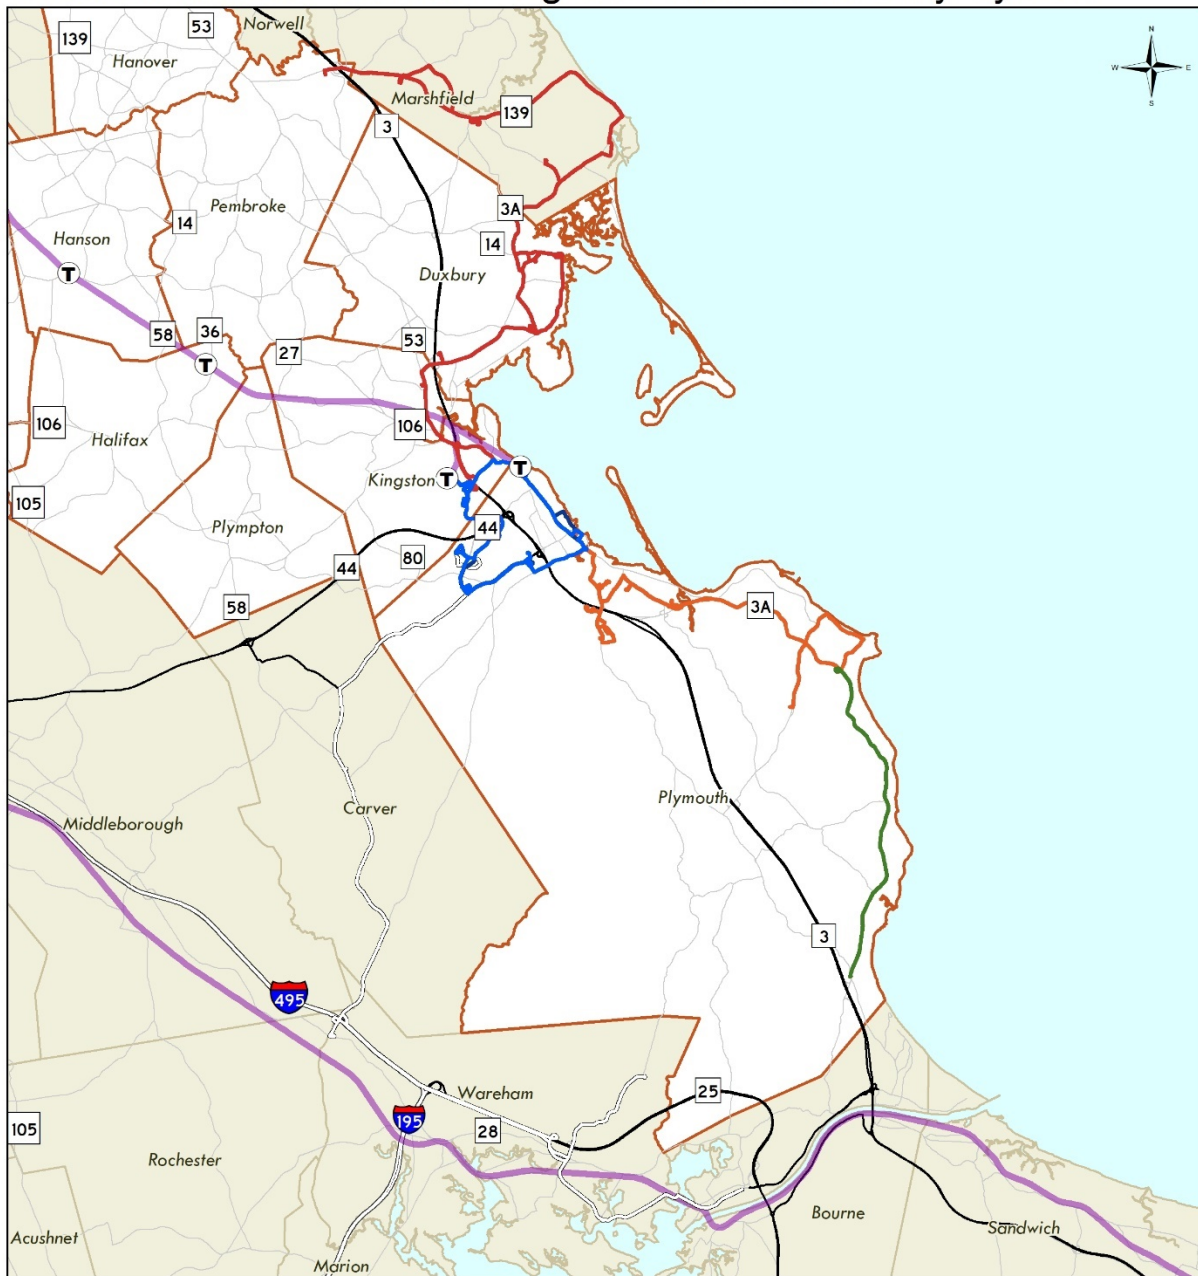 Norwell
53
139
Hanover
N
W E
S
Marshfield
139
3
Pembroke
3A
14
14
Hanson
Duxbury
T
58
36
53
27
T
106
106
Halifax
T
Kingston T
105
Plympton
44
80
44
58
3A
Plymouth
Carver
Middleborough
3
495
25
Wareham
195
28
105
Rochester
Bourne
Sandwich
Acushnet
Marion